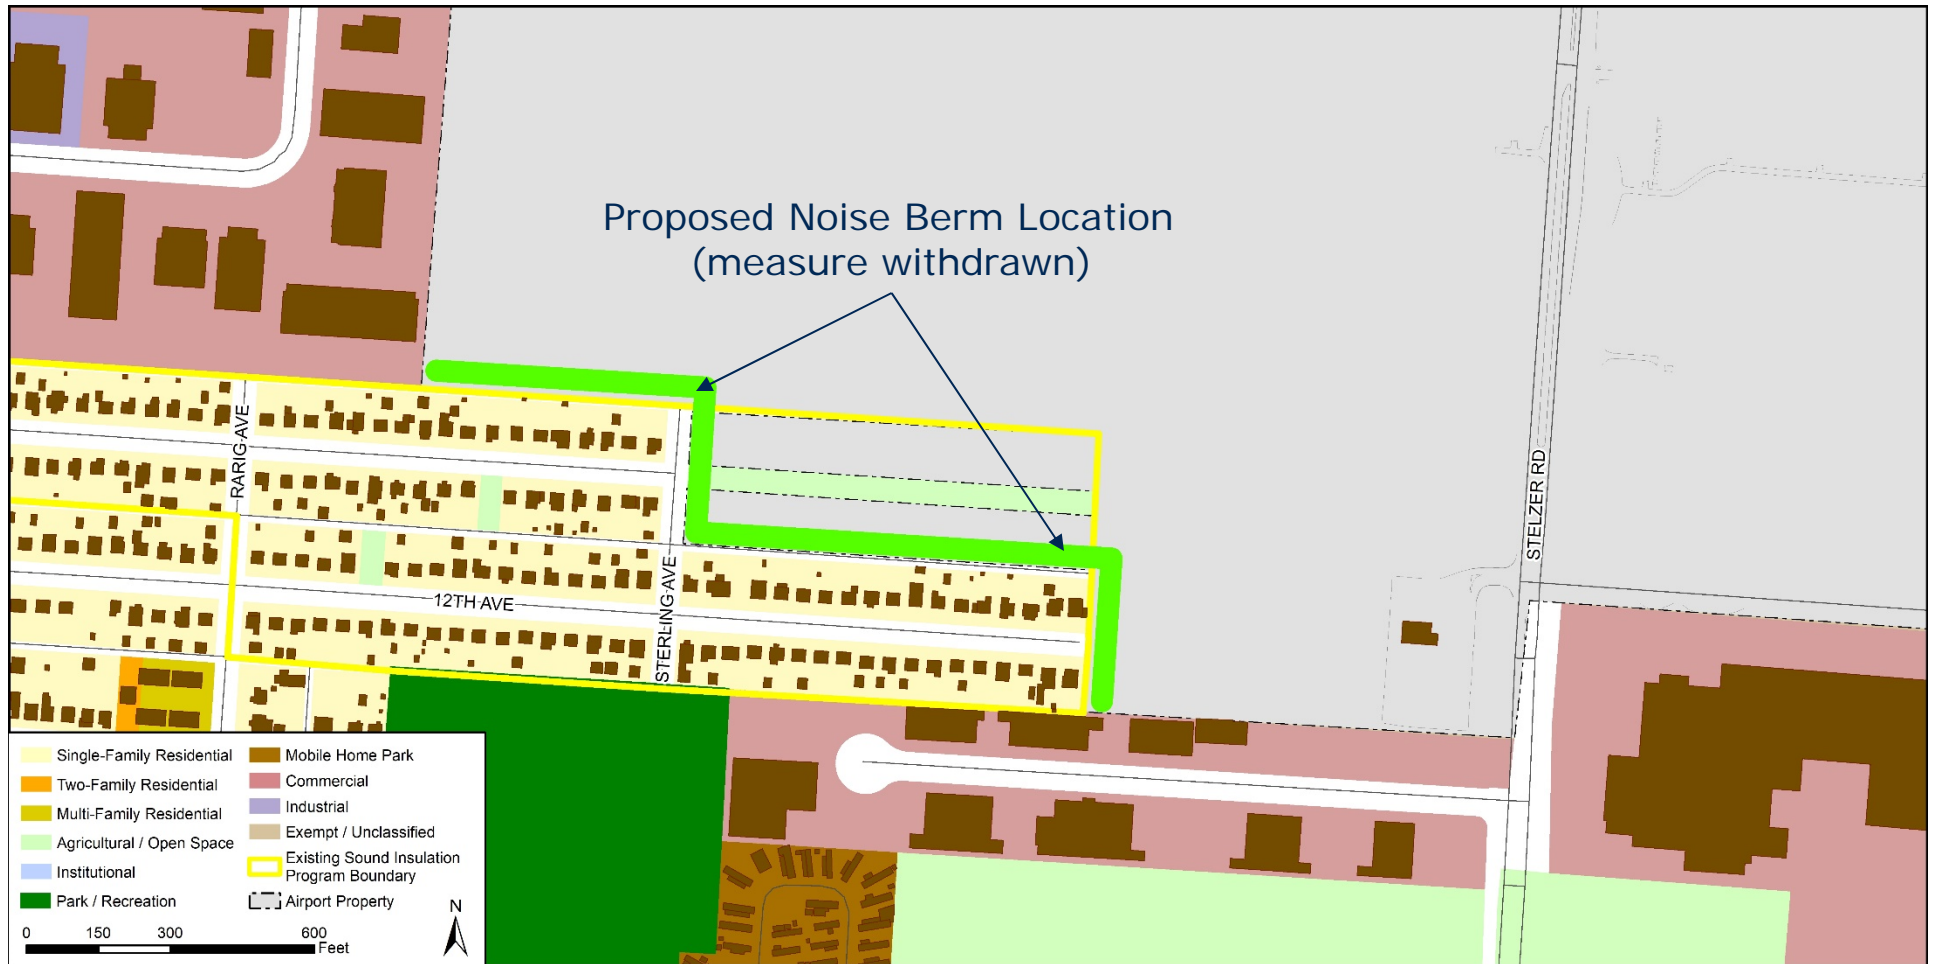 Proposed Noise Berm Location
(measure withdrawn)
RARIG AVE
STERLING AVE
12TH AVE
STELZER RD
Single-Family Residential
Two-Family Residential
Multi-Family Residential
Agricultural / Open Space
Institutional
Park / Recreation
Mobile Home Park
Commercial
Industrial
Exempt / Unclassified
Existing Sound Insulation
Program Boundary
Airport Property
0 150 300 600
Feet
N